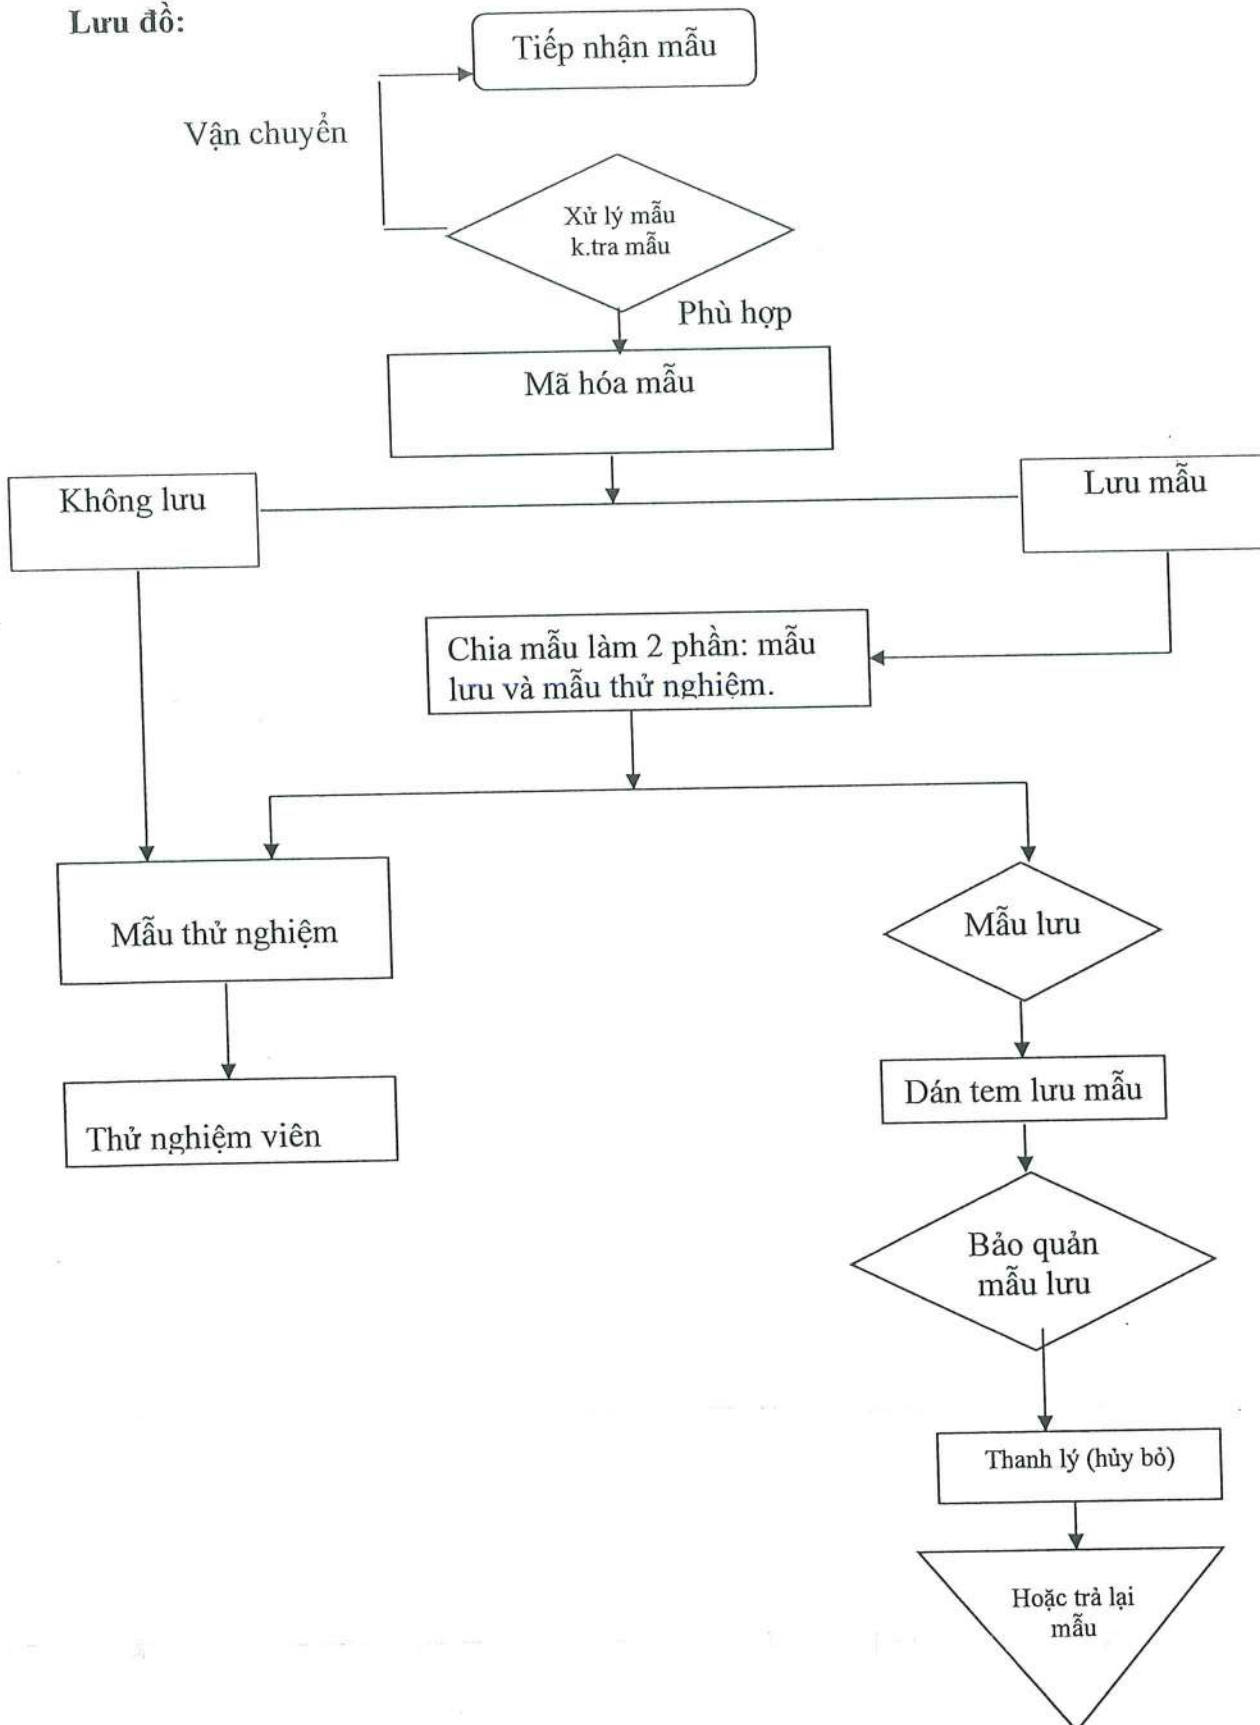 Lưu đồ:
Tiếp nhận mẫu
Vận chuyển
Xử lý mẫu
k.tra mẫu
Phù hợp
Mã hóa mẫu
Không lưu
Lưu mẫu
Chia mẫu làm 2 phần: mẫu
lưu và mẫu thử nghiệm.
Mẫu thử nghiệm
Mẫu lưu
Thử nghiệm viên
Dán tem lưu mẫu
Bảo quản
mẫu lưu
Thanh lý (hủy bỏ)
Hoặc trả lại
mẫu